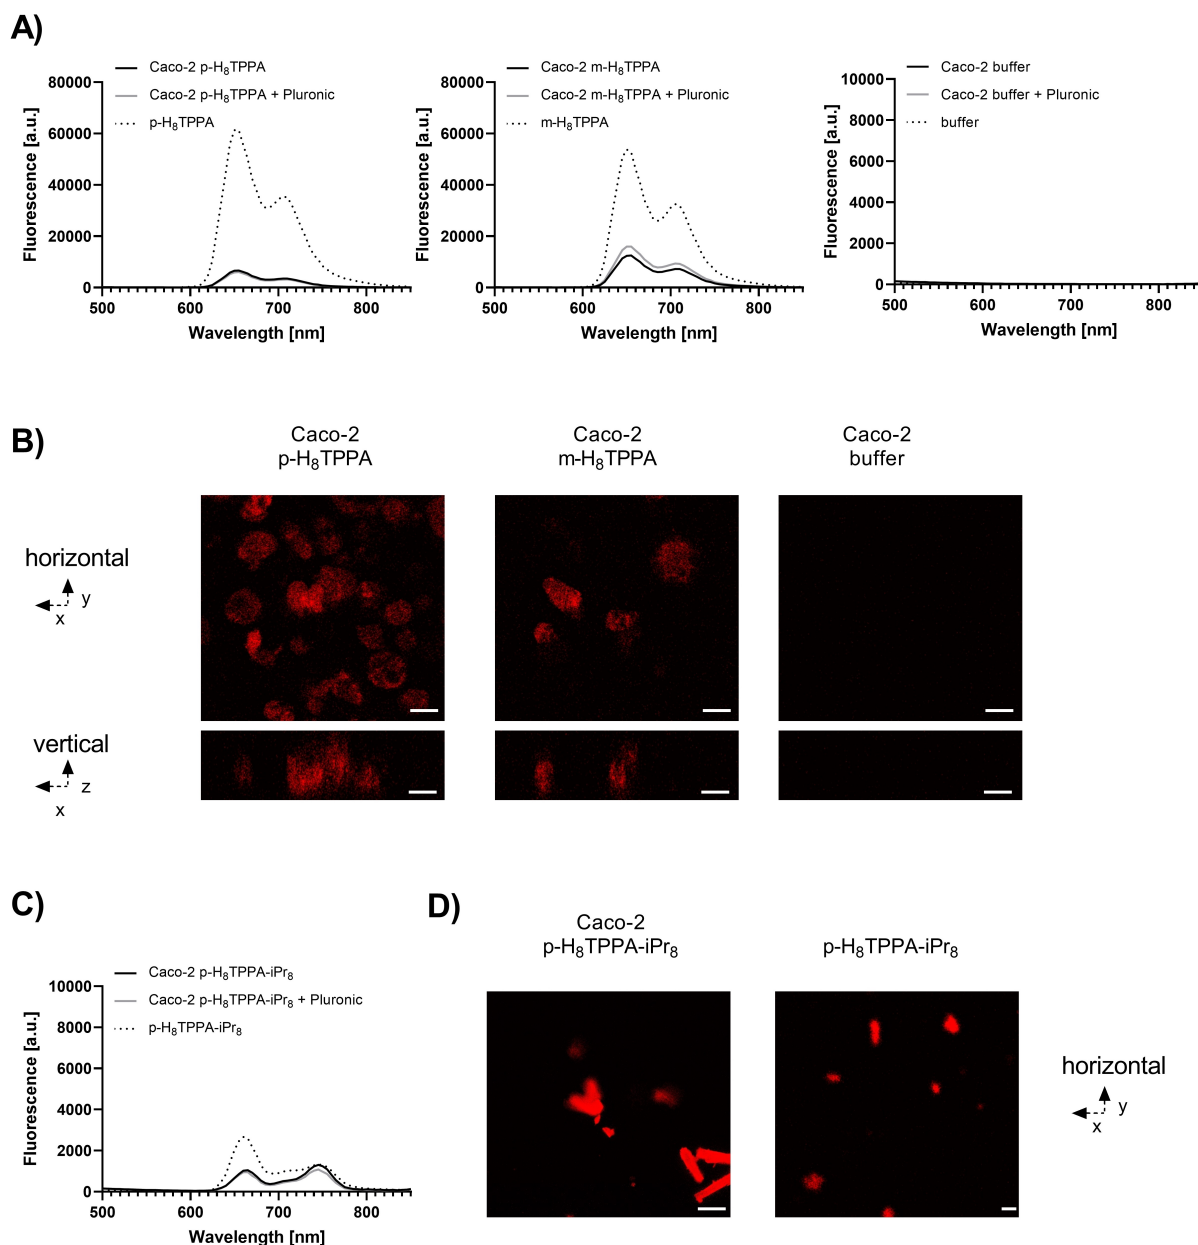 A)
Caco-2 p-H₈TPPA
Caco-2 p-H₈TPPA + Pluronic
p-H₈TPPA
80000
60000
40000
20000
0
Fluorescence [a.u.]
500 600 700 800
Wavelength [nm]
Caco-2 m-H₈TPPA
Caco-2 m-H₈TPPA + Pluronic
m-H₈TPPA
80000
60000
40000
20000
0
Fluorescence [a.u.]
500 600 700 800
Wavelength [nm]
Caco-2 buffer
Caco-2 buffer + Pluronic
buffer
10000
8000
6000
4000
2000
0
Fluorescence [a.u.]
500 600 700 800
Wavelength [nm]
B)
Caco-2
p-H₈TPPA
Caco-2
m-H₈TPPA
Caco-2
buffer
horizontal
y
x
vertical
z
x
C)
Caco-2 p-H₈TPPA-iPr₈
Caco-2 p-H₈TPPA-iPr₈ + Pluronic
p-H₈TPPA-iPr₈
10000
8000
6000
4000
2000
0
Fluorescence [a.u.]
500 600 700 800
Wavelength [nm]
D)
Caco-2
p-H₈TPPA-iPr₈
p-H₈TPPA-iPr₈
horizontal
y
x